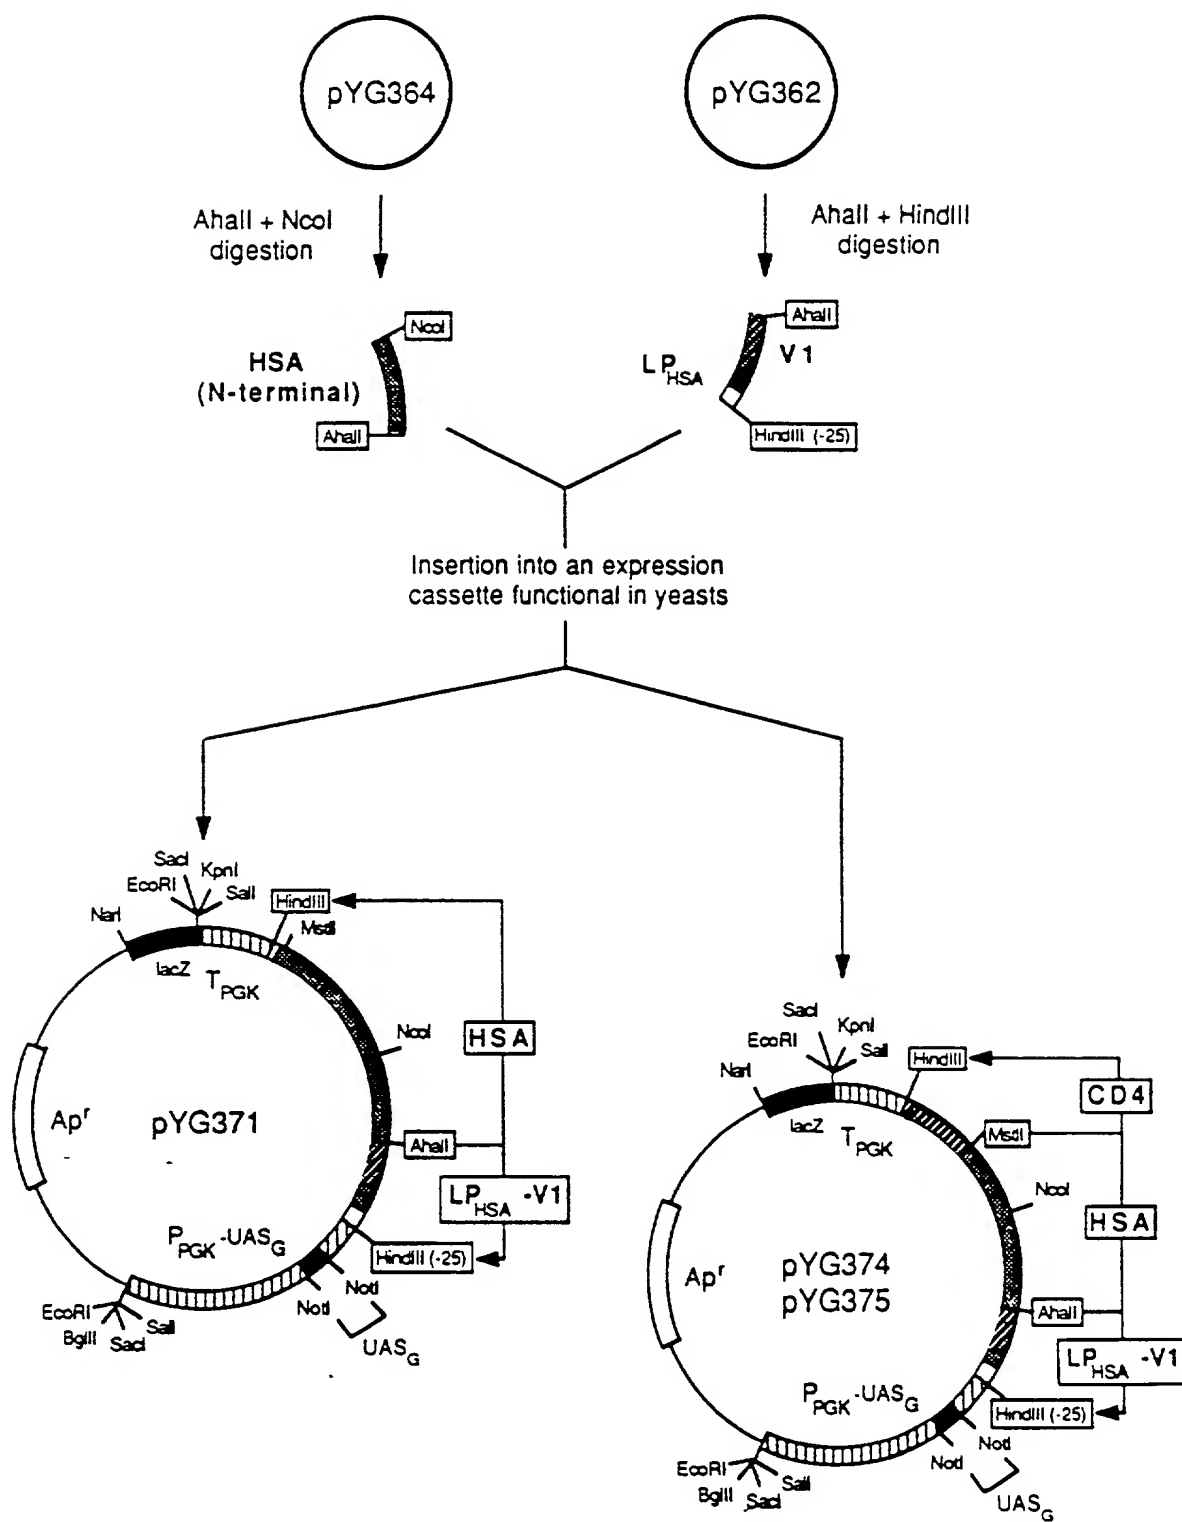 pYG364
pYG362
AhaII + NcoI
digestion
AhaII + HindIII
digestion
NcoI
HSA
(N-terminal)
AhaII
AhaII
V1
LPHSA
HindIII (-25)
Insertion into an expression
cassette functional in yeasts
SacI
KpnI
EcoRI
SalI
HindIII
NarI
MstII
lacZ
TPGK
NcoI
HSA
Apr
pYG371
AhaII
LPHSA -V1
PPGK -UASG
HindIII (-25)
NotI
NotI
EcoRI
SalI
BglII
SacI
UASG
SacI
KpnI
EcoRI
SalI
HindIII
NarI
CD4
lacZ
TPGK
MstII
NcoI
HSA
Apr
pYG374
pYG375
AhaII
LPHSA -V1
PPGK -UASG
HindIII (-25)
NotI
NotI
EcoRI
SalI
BglII
SacI
UASG